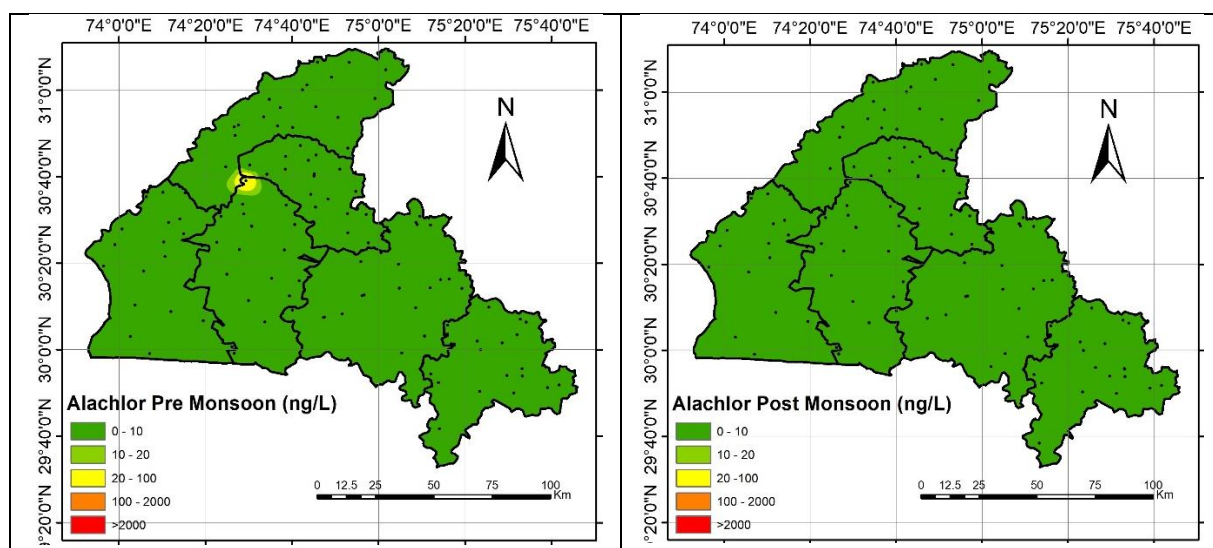 74°0'0"E 74°20'0"E 74°40'0"E 75°0'0"E 75°20'0"E 75°40'0"E
31°0'0"N
30°40'0"N
30°20'0"N
30°0'0"N
29°40'0"N
N
Alachlor Pre Monsoon (ng/L)
0 - 10
10 - 20
20 - 100
100 - 2000
>2000
0 12.5 25 50 75 100
Km
74°0'0"E 74°20'0"E 74°40'0"E 75°0'0"E 75°20'0"E 75°40'0"E
31°0'0"N
30°40'0"N
30°20'0"N
30°0'0"N
29°40'0"N
N
Alachlor Post Monsoon (ng/L)
0 - 10
10 - 20
20 -100
100 - 2000
>2000
0 12.5 25 50 75 100
Km